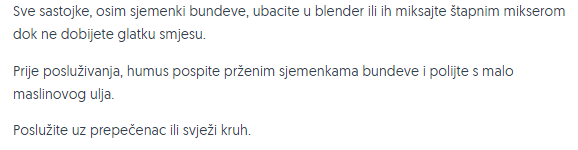 Sve sastojke, osim sjemenki bundeve, ubacite u blender ili ih miksajte štapnim mikserom
dok ne dobijete glatku smjesu.
Prije posluživanja, humus pospite prženim sjemenkama bundeve i polijte s malo
maslinovog ulja.
Poslužite uz prepečenac ili svježi kruh.